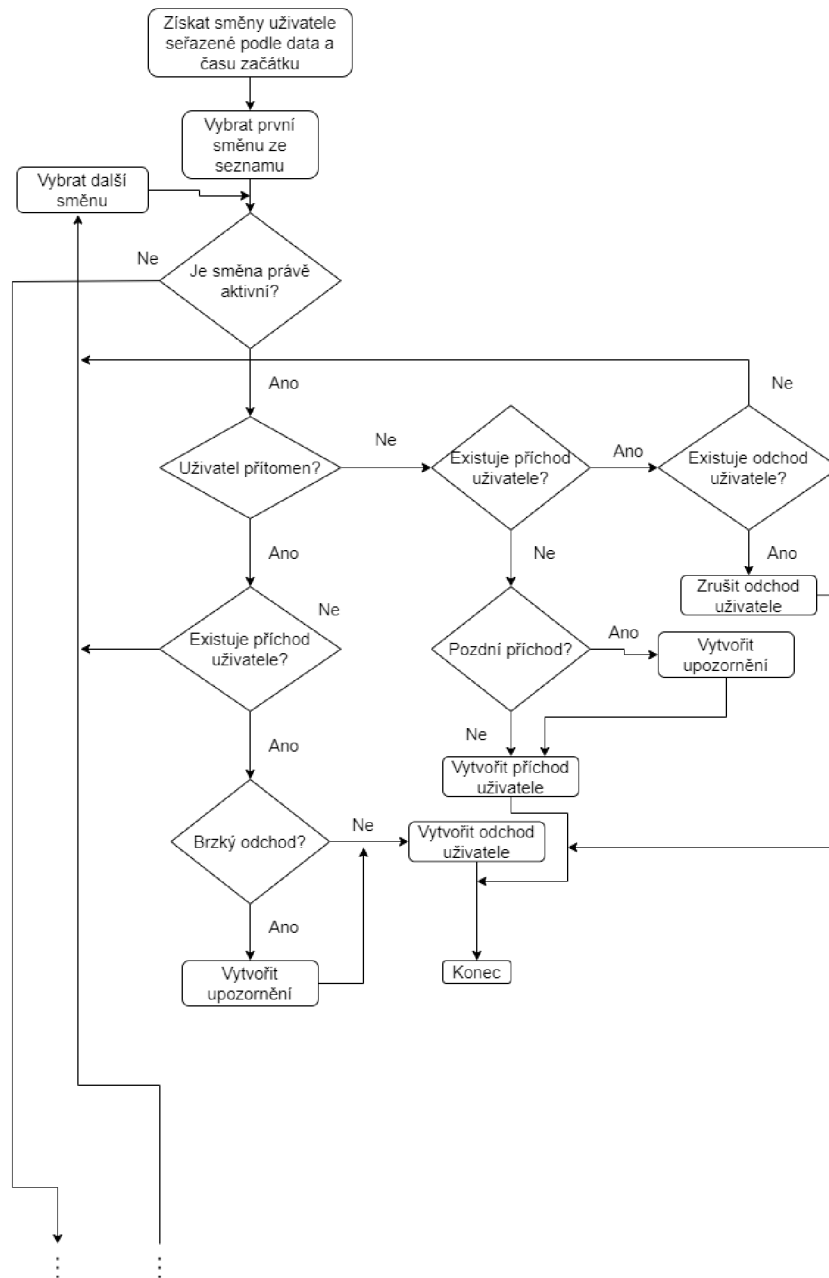 Získat směny uživatele
seřazené podle data a
času začátku
Vybrat první
směnu ze
seznamu
Vybrat další
směnu
Ne
Je směna právě
aktivní?
Ano
Ne
Uživatel přítomen?
Ne
Existuje příchod
uživatele?
Ano
Existuje odchod
uživatele?
Ano
Ne
Ano
Zrušit odchod
uživatele
Existuje příchod
uživatele?
Ne
Pozdní příchod?
Ano
Vytvořit
upozornění
Ano
Ne
Vytvořit příchod
uživatele
Brzký odchod?
Ne
Vytvořit odchod
uživatele
Ano
Vytvořit
upozornění
Konec